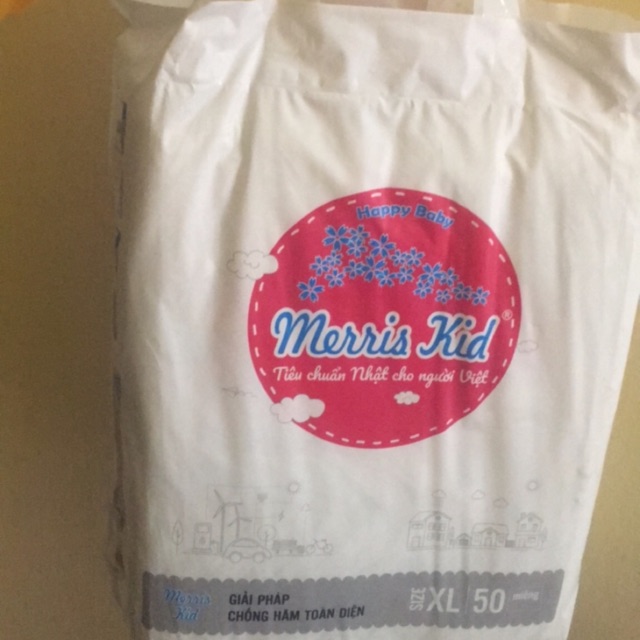 Happy Baby
Merris Kid ®
Tiêu chuẩn Nhật cho người Việt
Merris
Kid
GIẢI PHÁP
CHỐNG HĂM TOÀN DIỆN
SIZE XL 50 miếng